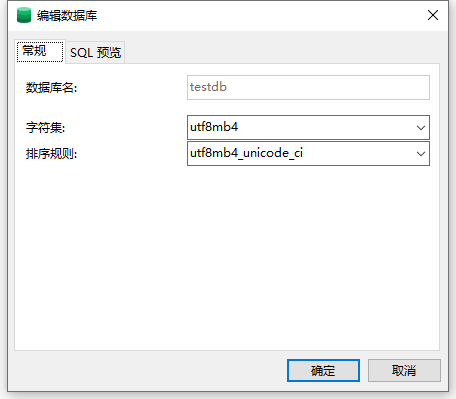 编辑数据库
常规
SQL 预览
数据库名:
testdb
字符集:
utf8mb4
排序规则:
utf8mb4_unicode_ci
确定
取消